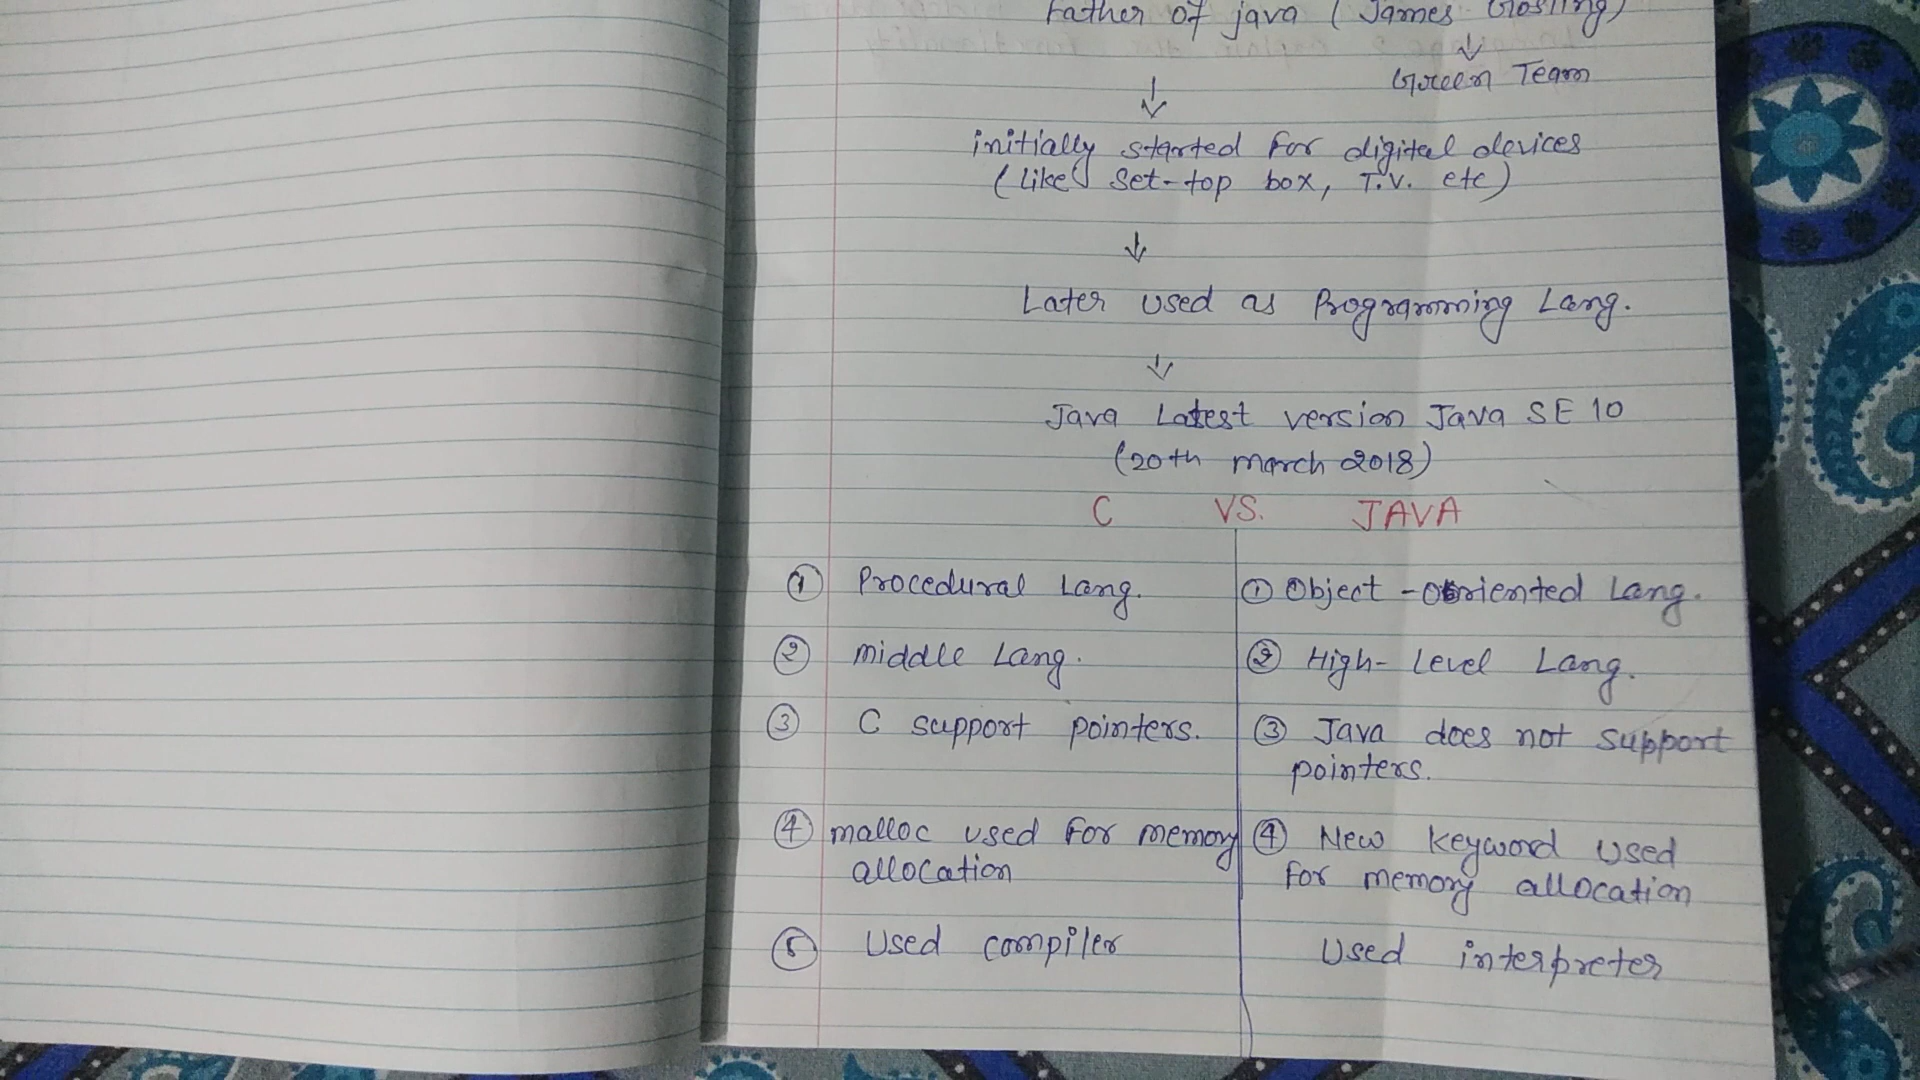 Father of java (James Gosling)
↓
Green Team
↓
initially started for digital devices
(like set-top box, T.V. etc)
↓
Later used as Programming Lang.
↓
Java Latest version Java SE 10
(20th march 2018)
C VS. JAVA
① Procedural Lang.
① Object-oriented Lang.
② middle Lang.
② High-Level Lang.
③ C support pointers.
③ Java does not support
pointers.
④ malloc used for memory
allocation
④ New keyword used
for memory allocation
⑤ Used compiler
Used interpreter